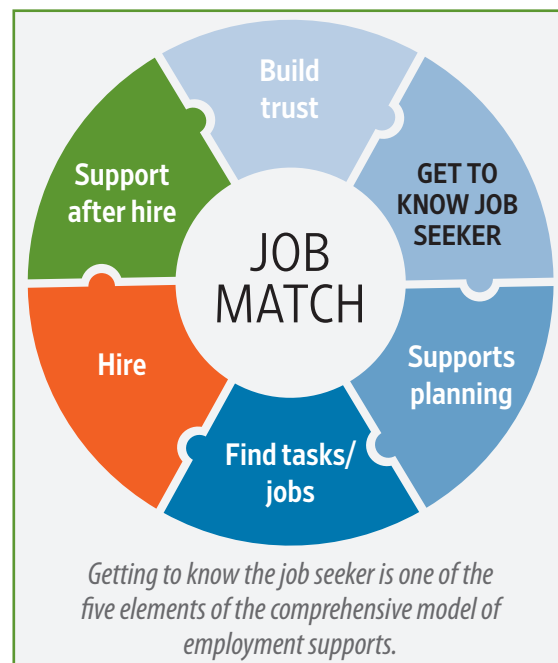 Build
trust
GET TO
KNOW JOB
SEEKER
Supports
planning
Find tasks/
jobs
Hire
Support
after hire
JOB
MATCH
Getting to know the job seeker is one of the
five elements of the comprehensive model of
employment supports.